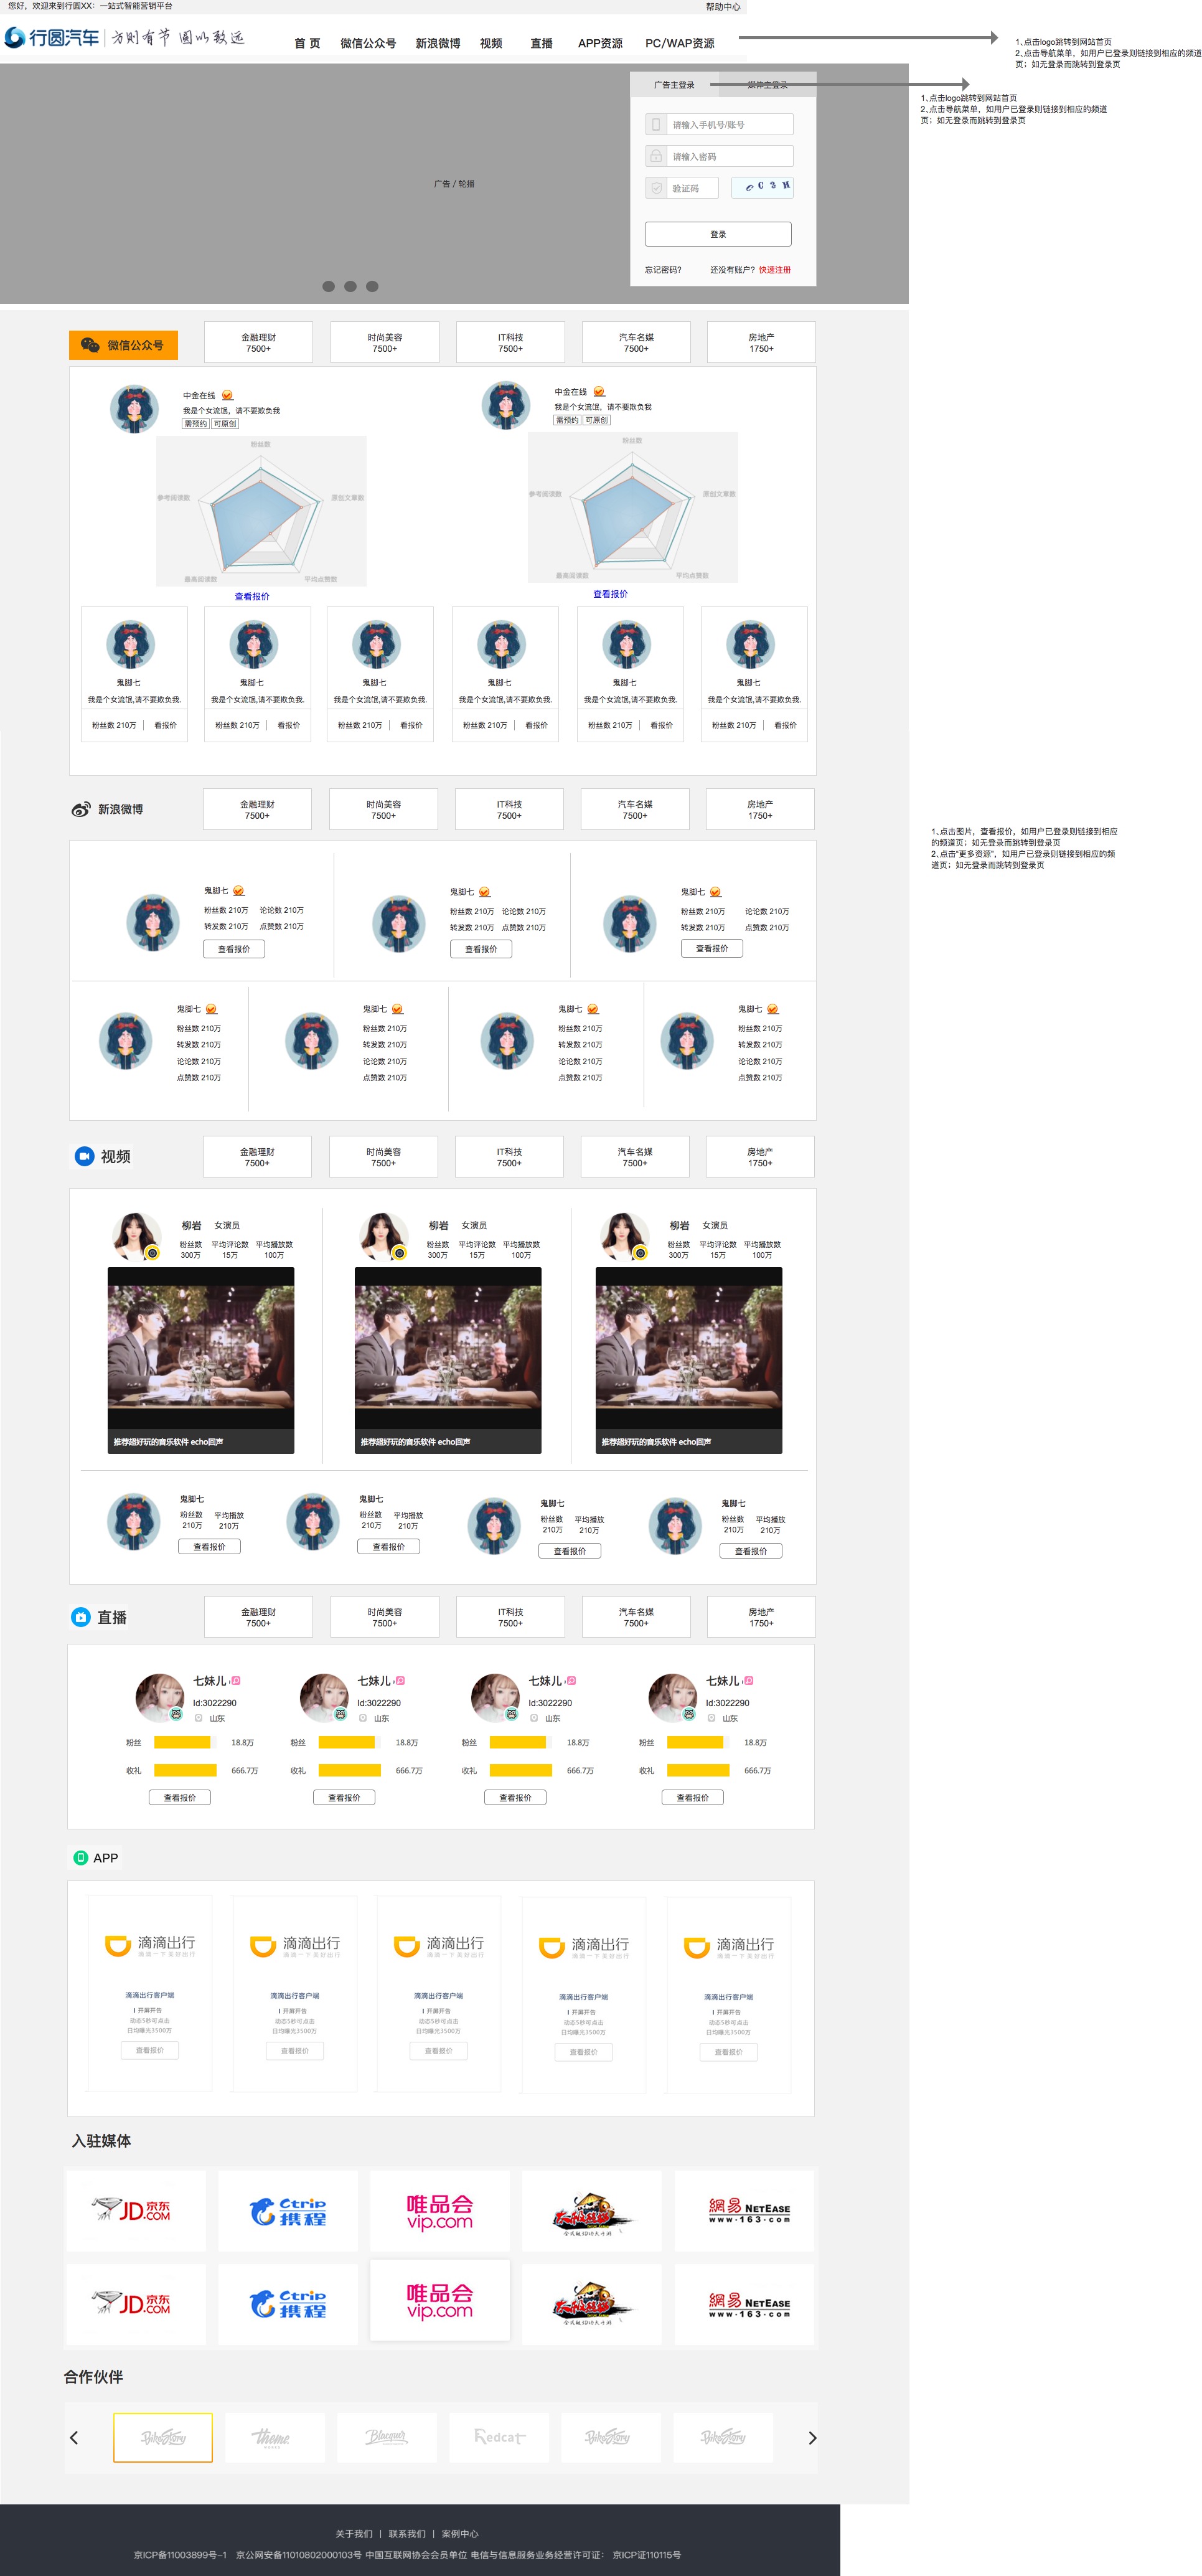 您好，欢迎来到行圆XX：一站式智能营销平台
帮助中心
行圆汽车 方则有节 圆以致远
首 页 微信公众号 新浪微博 视频 直播 APP资源 PC/WAP资源
1、点击logo跳转到网站首页
2、点击导航菜单，如用户已登录则链接到相应的频道
页；如无登录而跳转到登录页
广告主登录 媒体主登录
1、点击logo跳转到网站首页
2、点击导航菜单，如用户已登录则链接到相应的频道
页；如无登录而跳转到登录页
请输入手机号/账号
请输入密码
验证码
广告 / 轮播
登录
忘记密码？ 还没有账户？快速注册
微信公众号
金融理财 时尚美容 IT科技 汽车名媒 房地产
7500+ 7500+ 7500+ 7500+ 1750+
中金在线 中金在线
我是个女流氓，请不要欺负我 我是个女流氓，请不要欺负我
需预约 可原创 需预约 可原创
粉丝数 粉丝数
参考阅读数 原创文章数 参考阅读数 原创文章数
最高阅读数 平均点赞数 最高阅读数 平均点赞数
查看报价 查看报价
鬼脚七 鬼脚七 鬼脚七 鬼脚七 鬼脚七 鬼脚七
我是个女流氓,请不要欺负我. 我是个女流氓,请不要欺负我. 我是个女流氓,请不要欺负我. 我是个女流氓,请不要欺负我. 我是个女流氓,请不要欺负我. 我是个女流氓,请不要欺负我.
粉丝数 210万 看报价 粉丝数 210万 看报价 粉丝数 210万 看报价 粉丝数 210万 看报价 粉丝数 210万 看报价 粉丝数 210万 看报价
新浪微博
金融理财 时尚美容 IT科技 汽车名媒 房地产
7500+ 7500+ 7500+ 7500+ 1750+
1、点击图片，查看报价，如用户已登录则链接到相应
的频道页；如无登录而跳转到登录页
2、点击“更多资源”，如用户已登录则链接到相应的频
道页；如无登录而跳转到登录页
鬼脚七 鬼脚七 鬼脚七
粉丝数 210万 论论数 210万 粉丝数 210万 论论数 210万 粉丝数 210万 论论数 210万
转发数 210万 点赞数 210万 转发数 210万 点赞数 210万 转发数 210万 点赞数 210万
查看报价 查看报价 查看报价
鬼脚七 鬼脚七 鬼脚七 鬼脚七
粉丝数 210万 粉丝数 210万 粉丝数 210万 粉丝数 210万
转发数 210万 转发数 210万 转发数 210万 转发数 210万
论论数 210万 论论数 210万 论论数 210万 论论数 210万
点赞数 210万 点赞数 210万 点赞数 210万 点赞数 210万
视频
金融理财 时尚美容 IT科技 汽车名媒 房地产
7500+ 7500+ 7500+ 7500+ 1750+
柳岩 女演员 柳岩 女演员 柳岩 女演员
粉丝数 平均评论数 平均播放数 粉丝数 平均评论数 平均播放数 粉丝数 平均评论数 平均播放数
300万 15万 100万 300万 15万 100万 300万 15万 100万
推荐超好玩的音乐软件 echo回声 推荐超好玩的音乐软件 echo回声 推荐超好玩的音乐软件 echo回声
鬼脚七 鬼脚七 鬼脚七 鬼脚七
粉丝数 平均播放 粉丝数 平均播放 粉丝数 平均播放 粉丝数 平均播放
210万 210万 210万 210万 210万 210万 210万 210万
查看报价 查看报价 查看报价 查看报价
直播
金融理财 时尚美容 IT科技 汽车名媒 房地产
7500+ 7500+ 7500+ 7500+ 1750+
七妹儿 七妹儿 七妹儿 七妹儿
Id:3022290 Id:3022290 Id:3022290 Id:3022290
山东 山东 山东 山东
粉丝 18.8万 粉丝 18.8万 粉丝 18.8万 粉丝 18.8万
收礼 666.7万 收礼 666.7万 收礼 666.7万 收礼 666.7万
查看报价 查看报价 查看报价 查看报价
APP
滴滴出行 滴滴出行 滴滴出行 滴滴出行 滴滴出行
滴滴一下 美好出行 滴滴一下 美好出行 滴滴一下 美好出行 滴滴一下 美好出行 滴滴一下 美好出行
滴滴出行客户端 滴滴出行客户端 滴滴出行客户端 滴滴出行客户端 滴滴出行客户端
开屏开告 开屏开告 开屏开告 开屏开告 开屏开告
动态5秒可点击 动态5秒可点击 动态5秒可点击 动态5秒可点击 动态5秒可点击
日均曝光3500万 日均曝光3500万 日均曝光3500万 日均曝光3500万 日均曝光3500万
查看报价 查看报价 查看报价 查看报价 查看报价
入驻媒体
JD京东.COM Ctrip携程 唯品会vip.com 網易 NETEASE www.163.com
JD京东.COM Ctrip携程 唯品会vip.com 網易 NETEASE www.163.com
合作伙伴
BikeStory theme Blacquer Redcat BikeStory BikeStory
关于我们 | 联系我们 | 案例中心
京ICP备11003899号-1 京公网安备11010802000103号 中国互联网协会会员单位 电信与信息服务业务经营许可证： 京ICP证110115号